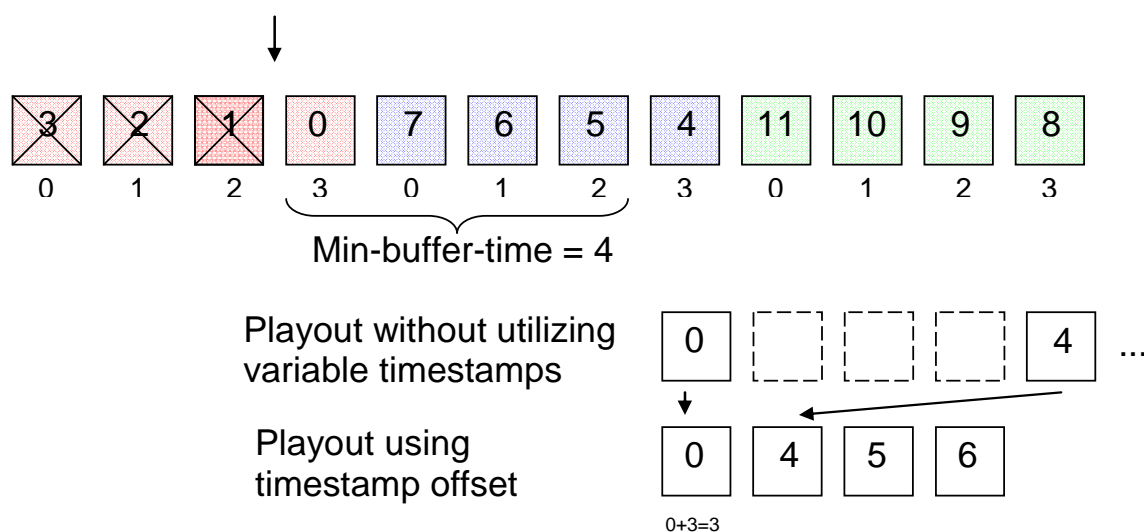 3 2 1 0 7 6 5 4 11 10 9 8
0 1 2 3 0 1 2 3 0 1 2 3
Min-buffer-time = 4
Playout without utilizing
variable timestamps
0 4 ...
Playout using
timestamp offset
0 4 5 6
0+3=3